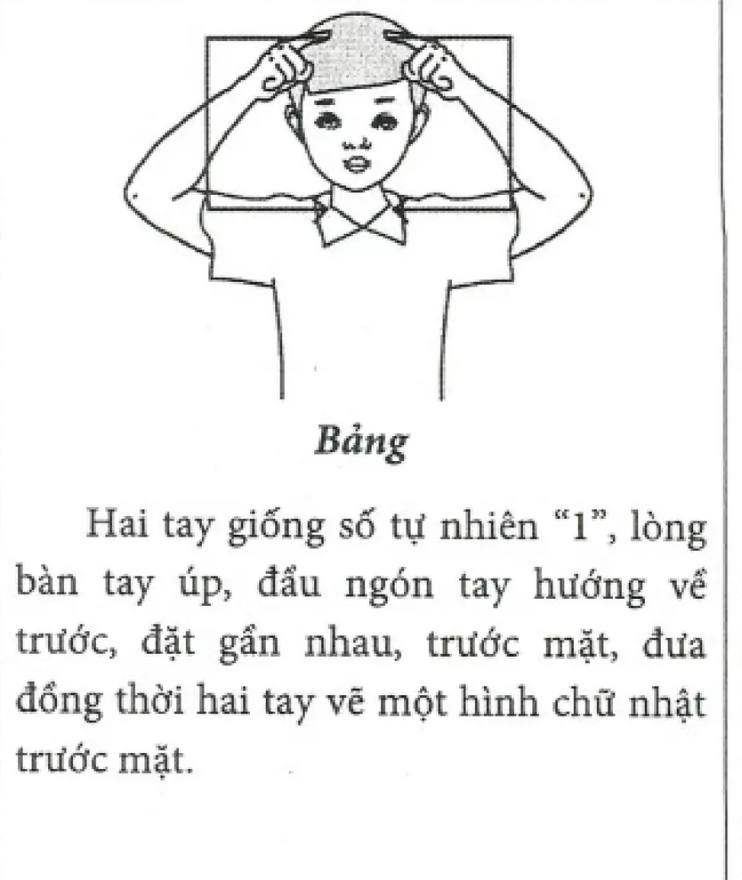 Bảng
Hai tay giống số tự nhiên “1”, lòng
bàn tay úp, đầu ngón tay hướng về
trước, đặt gần nhau, trước mặt, đưa
đồng thời hai tay vẽ một hình chữ nhật
trước mặt.